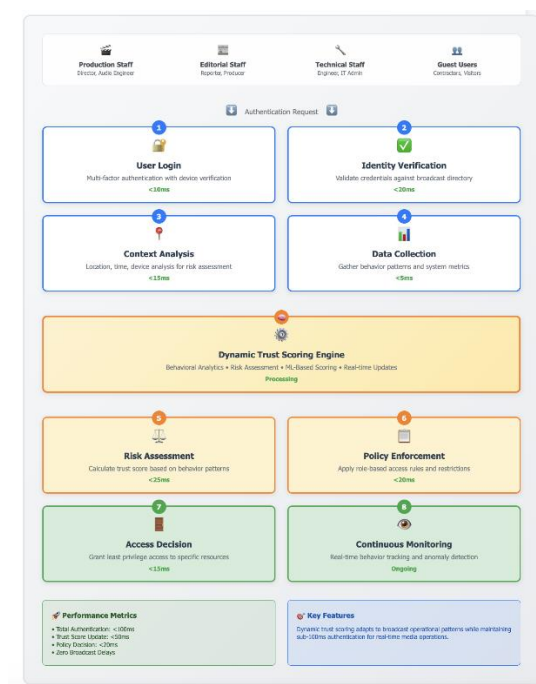 Production Staff
Director, Audio Engineer
Editorial Staff
Reporter, Producer
Technical Staff
Engineer, IT Admin
Guest Users
Contractors, Visitors
Authentication Request
1
User Login
Multi-factor authentication with device verification
<10ms
2
Identity Verification
Validate credentials against broadcast directory
<20ms
3
Context Analysis
Location, time, device analysis for risk assessment
<15ms
4
Data Collection
Gather behavior patterns and system metrics
<5ms
Dynamic Trust Scoring Engine
Behavioral Analytics • Risk Assessment • ML-Based Scoring • Real-time Updates
Processing
5
Risk Assessment
Calculate trust score based on behavior patterns
<25ms
6
Policy Enforcement
Apply role-based access rules and restrictions
<20ms
7
Access Decision
Grant least privilege access to specific resources
<15ms
8
Continuous Monitoring
Real-time behavior tracking and anomaly detection
Ongoing
Performance Metrics
• Total Authentication: <100ms
• Trust Score Update: <50ms
• Policy Decision: <20ms
• Zero Broadcast Delays
Key Features
Dynamic trust scoring adapts to broadcast operational patterns while maintaining
sub-100ms authentication for real-time media operations.